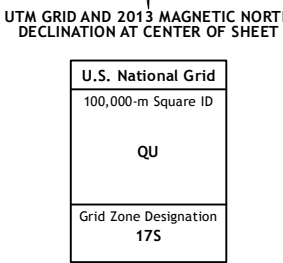 UTM GRID AND 2013 MAGNETIC NORT
DECLINATION AT CENTER OF SHEET
U.S. National Grid
100,000-m Square ID
QU
Grid Zone Designation
17S